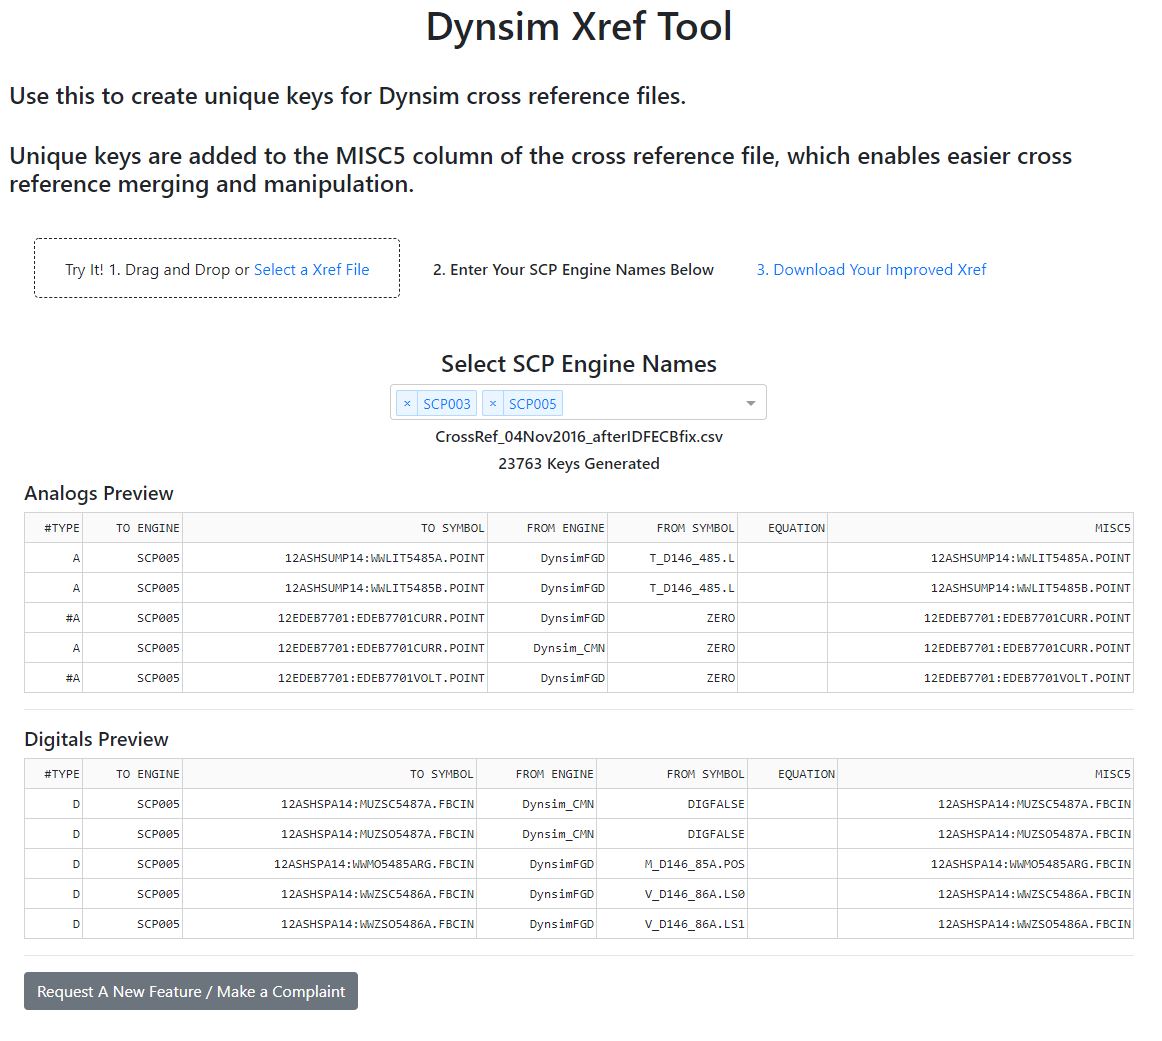 Dynsim Xref Tool
Use this to create unique keys for Dynsim cross reference files.
Unique keys are added to the MISC5 column of the cross reference file, which enables easier cross
reference merging and manipulation.
Try It! 1. Drag and Drop or Select a Xref File
2. Enter Your SCP Engine Names Below
3. Download Your Improved Xref
Select SCP Engine Names
× SCP003 × SCP005
CrossRef_04Nov2016_afterIDFECBfix.csv
23763 Keys Generated
Analogs Preview
#TYPE TO ENGINE TO SYMBOL FROM ENGINE FROM SYMBOL EQUATION MISC5
A SCP005 12ASHSUMP14:WWLIT5485A.POINT DynsimFGD T_D146_485.L 12ASHSUMP14:WWLIT5485A.POINT
A SCP005 12ASHSUMP14:WWLIT5485B.POINT DynsimFGD T_D146_485.L 12ASHSUMP14:WWLIT5485B.POINT
#A SCP005 12EDEB7701:EDEB7701CURR.POINT DynsimFGD ZERO 12EDEB7701:EDEB7701CURR.POINT
A SCP005 12EDEB7701:EDEB7701CURR.POINT Dynsim_CMN ZERO 12EDEB7701:EDEB7701CURR.POINT
#A SCP005 12EDEB7701:EDEB7701VOLT.POINT DynsimFGD ZERO 12EDEB7701:EDEB7701VOLT.POINT
Digitals Preview
#TYPE TO ENGINE TO SYMBOL FROM ENGINE FROM SYMBOL EQUATION MISC5
D SCP005 12ASHSPA14:MUZSC5487A.FBCIN Dynsim_CMN DIGFALSE 12ASHSPA14:MUZSC5487A.FBCIN
D SCP005 12ASHSPA14:MUZSO5487A.FBCIN Dynsim_CMN DIGFALSE 12ASHSPA14:MUZSO5487A.FBCIN
D SCP005 12ASHSPA14:WWMO5485ARG.FBCIN DynsimFGD M_D146_85A.POS 12ASHSPA14:WWMO5485ARG.FBCIN
D SCP005 12ASHSPA14:WWZSC5486A.FBCIN DynsimFGD V_D146_86A.LS0 12ASHSPA14:WWZSC5486A.FBCIN
D SCP005 12ASHSPA14:WWZSO5486A.FBCIN DynsimFGD V_D146_86A.LS1 12ASHSPA14:WWZSO5486A.FBCIN
Request A New Feature / Make a Complaint